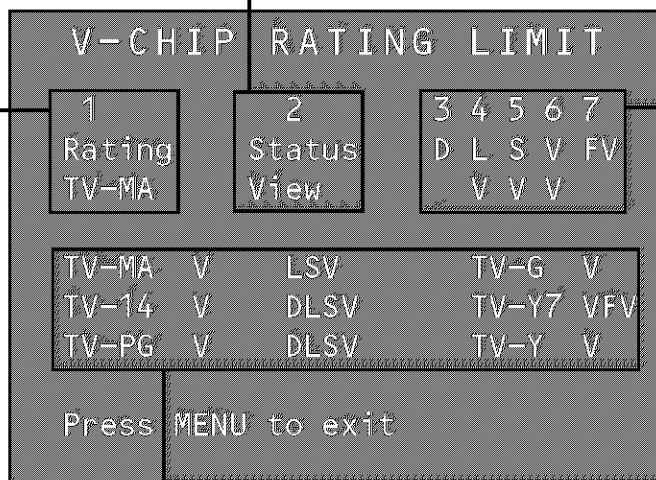 V-CHIP RATING LIMIT
1 2 3 4 5 6 7
Rating Status D L S V FV
TV-MA View V V V
TV-MA V LSV TV-G V
TV-14 V DLSV TV-Y7 VFV
TV-PG V DLSV TV-Y V
Press MENU to exit